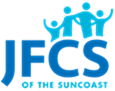 JFCS
OF THE SUNCOAST